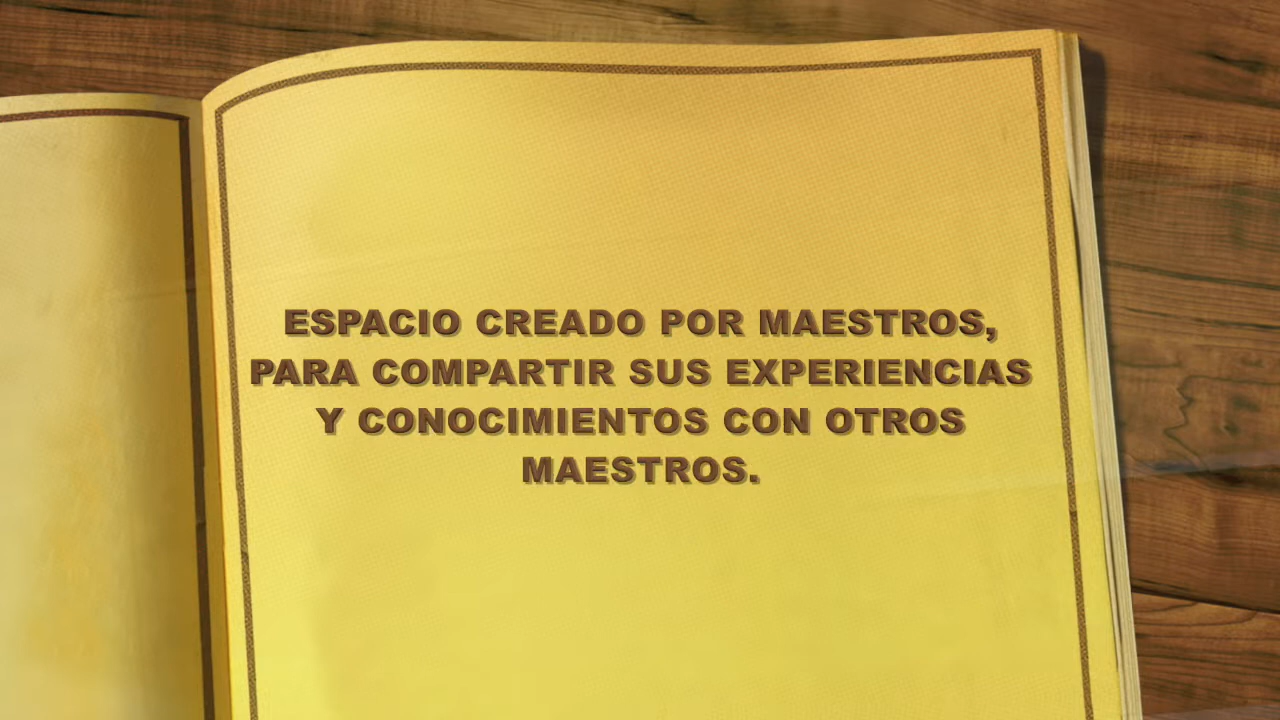 ESPACIO CREADO POR MAESTROS,
PARA COMPARTIR SUS EXPERIENCIAS
Y CONOCIMIENTOS CON OTROS
MAESTROS.